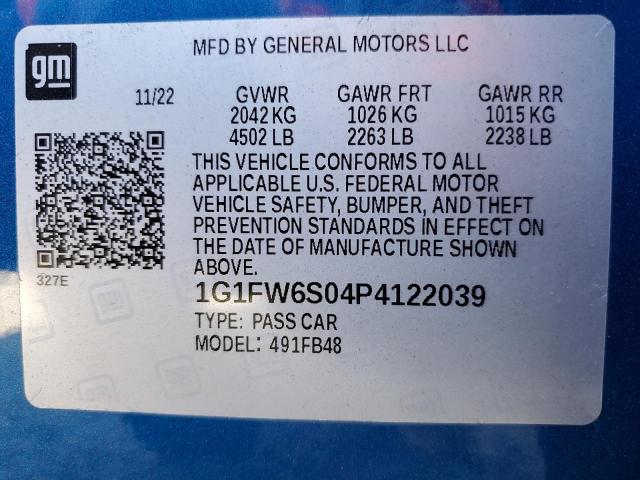 gm
MFD BY GENERAL MOTORS LLC
11/22 GVWR GAWR FRT GAWR RR
2042 KG 1026 KG 1015 KG
4502 LB 2263 LB 2238 LB
THIS VEHICLE CONFORMS TO ALL
APPLICABLE U.S. FEDERAL MOTOR
VEHICLE SAFETY, BUMPER, AND THEFT
PREVENTION STANDARDS IN EFFECT ON
THE DATE OF MANUFACTURE SHOWN
ABOVE.
327E
1G1FW6S04P4122039
TYPE: PASS CAR
MODEL: 491FB48